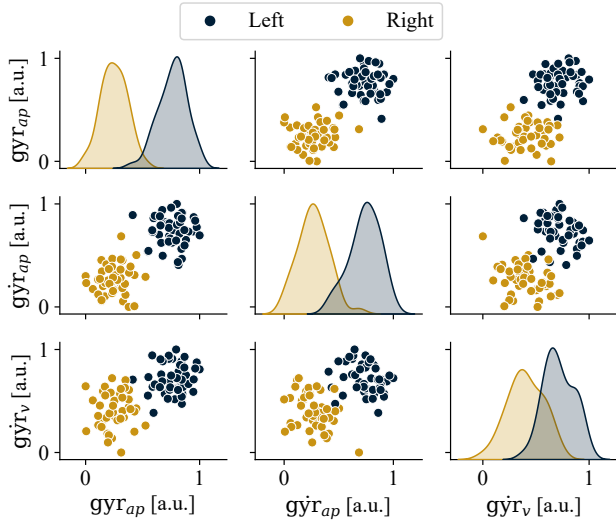 Left Right
1
0
gyr_ap [a.u.]
1
0
gẏr_ap [a.u.]
1
0
gẏr_v [a.u.]
0 1 0 1 0 1
gyr_ap [a.u.] gẏr_ap [a.u.] gẏr_v [a.u.]